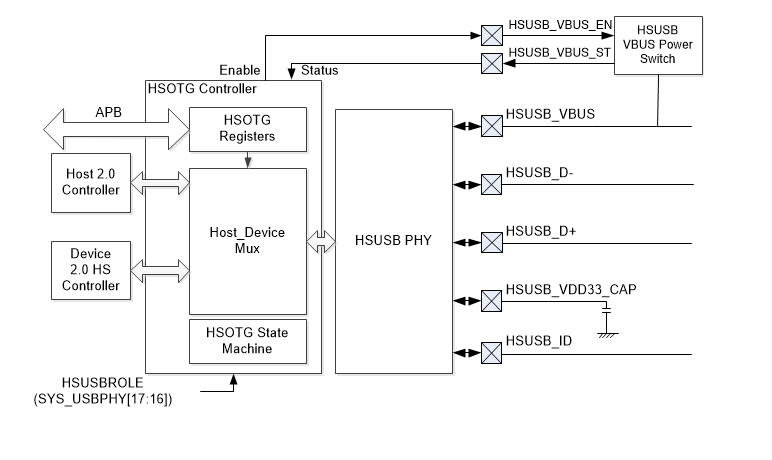 HSUSB_VBUS_EN
HSUSB
VBUS Power
Switch
HSUSB_VBUS_ST
Enable
Status
HSOTG Controller
APB
HSOTG
Registers
HSUSB_VBUS
Host 2.0
Controller
HSUSB_D-
Host_Device
Mux
HSUSB PHY
HSUSB_D+
Device
2.0 HS
Controller
HSUSB_VDD33_CAP
HSOTG State
Machine
HSUSB_ID
HSUSBROLE
(SYS_USBPHY[17:16])